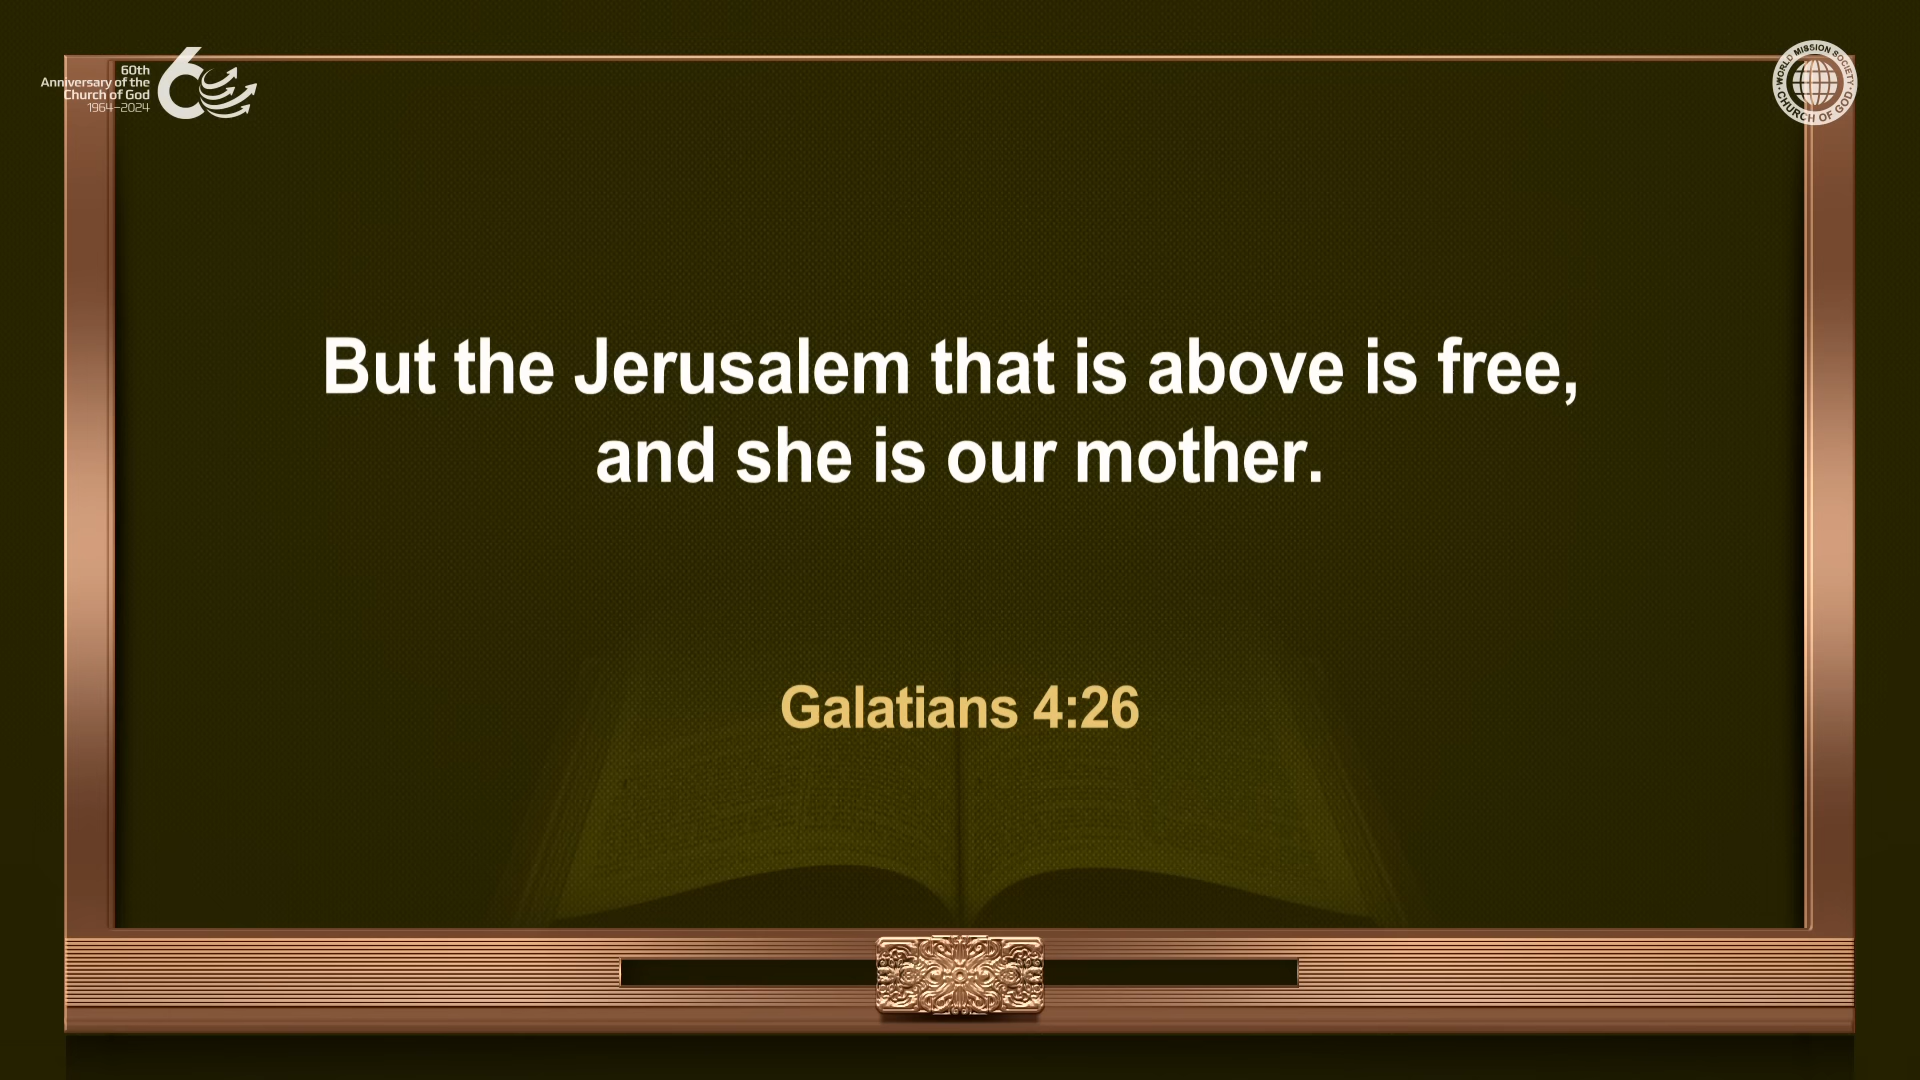 60th
Anniversary of the
Church of God
1964–2024
WORLD MISSION SOCIETY
CHURCH OF GOD
But the Jerusalem that is above is free,
and she is our mother.
Galatians 4:26